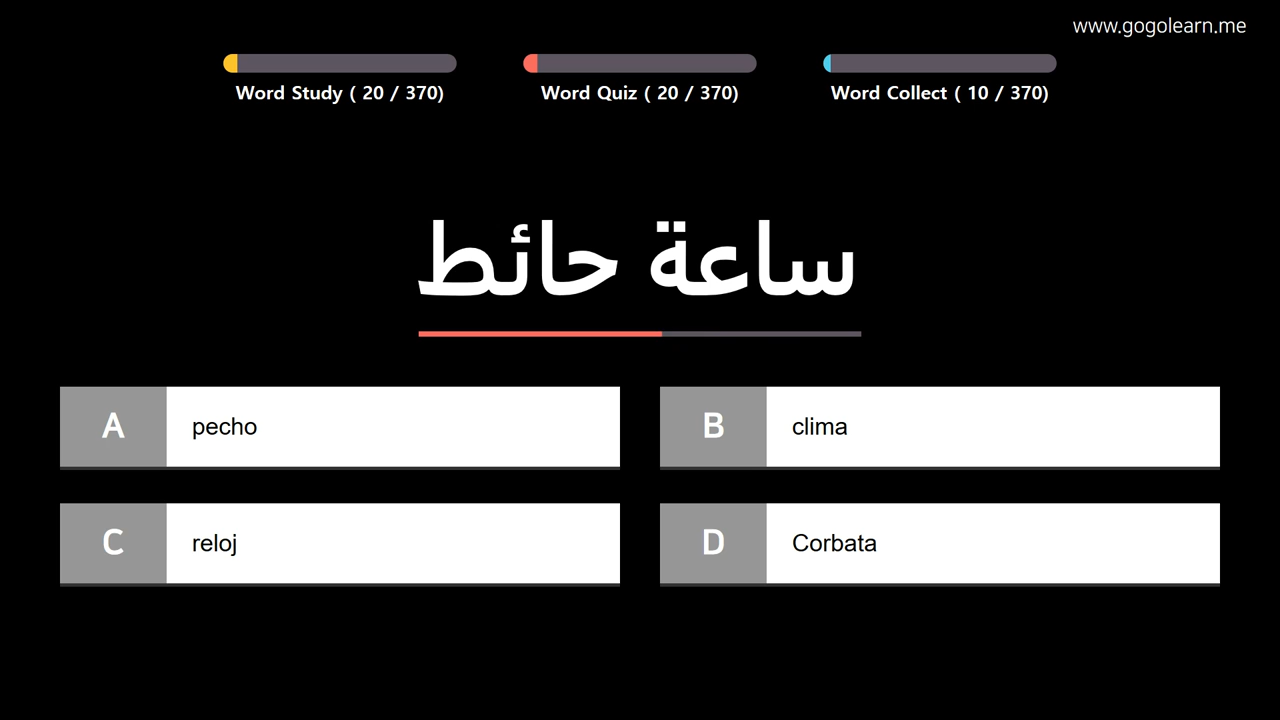 www.gogolearn.me
Word Study ( 20 / 370)
Word Quiz ( 20 / 370)
Word Collect ( 10 / 370)
ساعة حائط
A pecho
B clima
C reloj
D Corbata